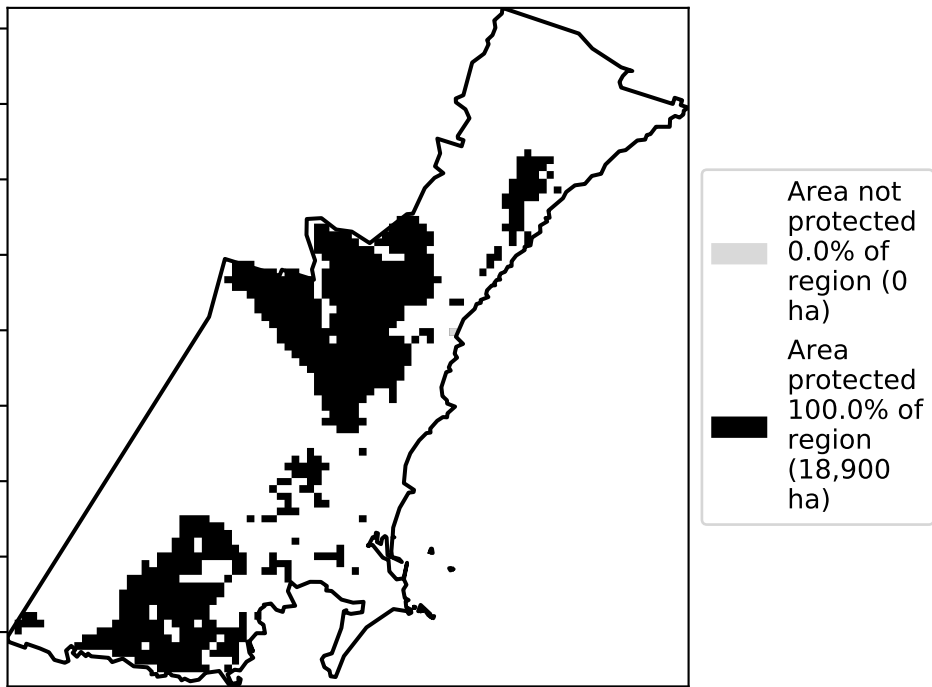 Area not
protected
0.0% of
region (0
ha)
Area
protected
100.0% of
region
(18,900
ha)